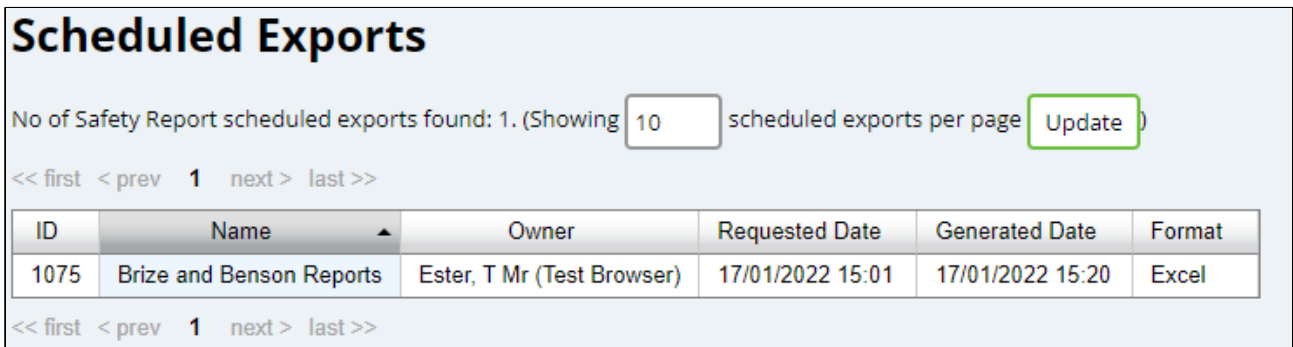 Scheduled Exports
No of Safety Report scheduled exports found: 1. (Showing 10 scheduled exports per page Update )
<< first < prev 1 next > last >>
ID Name Owner Requested Date Generated Date Format
1075 Brize and Benson Reports Ester, T Mr (Test Browser) 17/01/2022 15:01 17/01/2022 15:20 Excel
<< first < prev 1 next > last >>